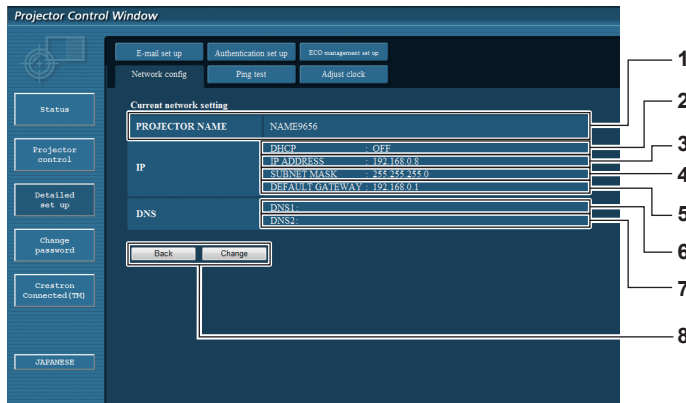 Projector Control Window
E-mail set up
Authentication set up
ECO management set up
Network config
Ping test
Adjust clock
Status
Projector
control
Detailed
set up
Change
password
Crestron
Connected(TM)
JAPANESE
Current network setting
PROJECTOR NAME NAME9656
IP
DHCP : OFF
IP ADDRESS : 192.168.0.8
SUBNET MASK : 255.255.255.0
DEFAULT GATEWAY : 192.168.0.1
DNS
DNS1:
DNS2:
Back
Change
1
2
3
4
5
6
7
8